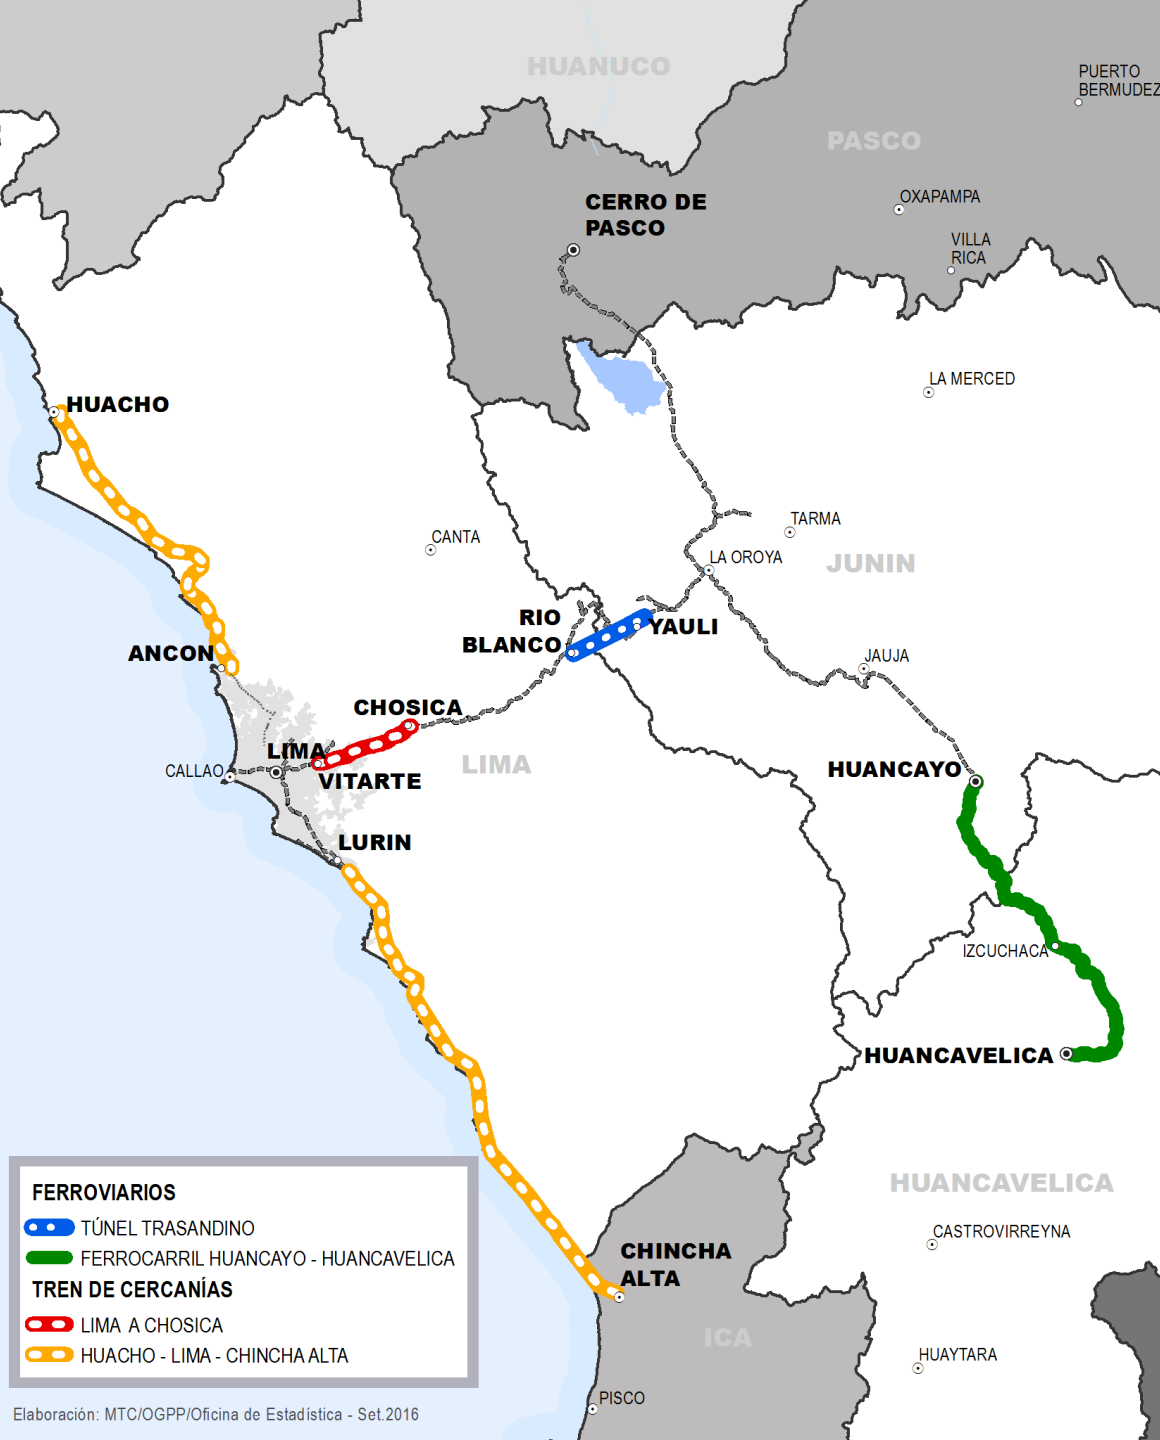 HUANUCO
PUERTO
BERMUDEZ
PASCO
CERRO DE
PASCO
OXAPAMPA
VILLA
RICA
LA MERCED
HUACHO
CANTA
TARMA
LA OROYA
JUNIN
RIO
BLANCO
YAULI
ANCON
JAUJA
CHOSICA
LIMA
CALLAO
VITARTE
LIMA
HUANCAYO
LURIN
IZCUCHACA
HUANCAVELICA
HUANCAVELICA
CASTROVIRREYNA
CHINCHA
ALTA
ICA
HUAYTARA
PISCO
FERROVIARIOS
TÚNEL TRASANDINO
FERROCARRIL HUANCAYO - HUANCAVELICA
TREN DE CERCANÍAS
LIMA A CHOSICA
HUACHO - LIMA - CHINCHA ALTA
Elaboración: MTC/OGPP/Oficina de Estadística - Set.2016